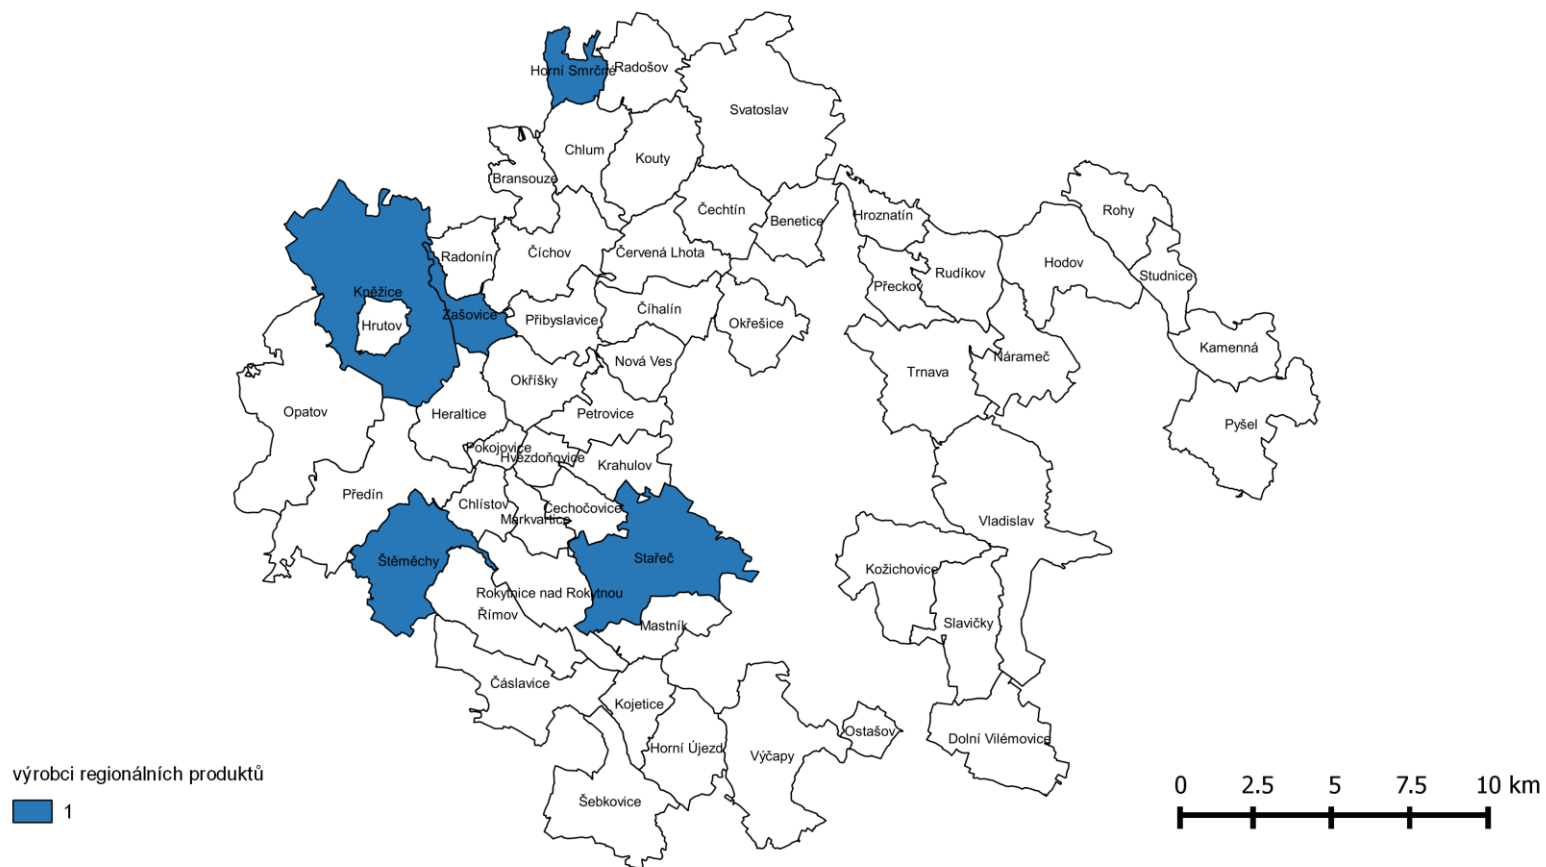 Horní Smrčné
Radošov
Svatoslav
Chlum
Kouty
Bransouze
Čechtín
Benetice
Hroznatín
Rohy
Radonín
Číchov
Červená Lhota
Přeckov
Rudíkov
Hodov
Studnice
Kněžice
Hrutov
Zašovice
Přibyslavice
Číhalín
Okřešice
Kamenná
Nová Ves
Trnava
Nárameč
Okříšky
Opatov
Heraltice
Petrovice
Pyšel
Pokojovice
Hvězdoňovice
Krahulov
Předín
Chlístov
Markvartice
Čechočovice
Vladislav
Štěměchy
Stařeč
Kožichovice
Rokytnice nad Rokytnou
Římov
Mastník
Slavičky
Čáslavice
Kojetice
Horní Újezd
Výčapy
Ostašov
Dolní Vilémovice
Šebkovice
výrobci regionálních produktů
1
0 2.5 5 7.5 10 km